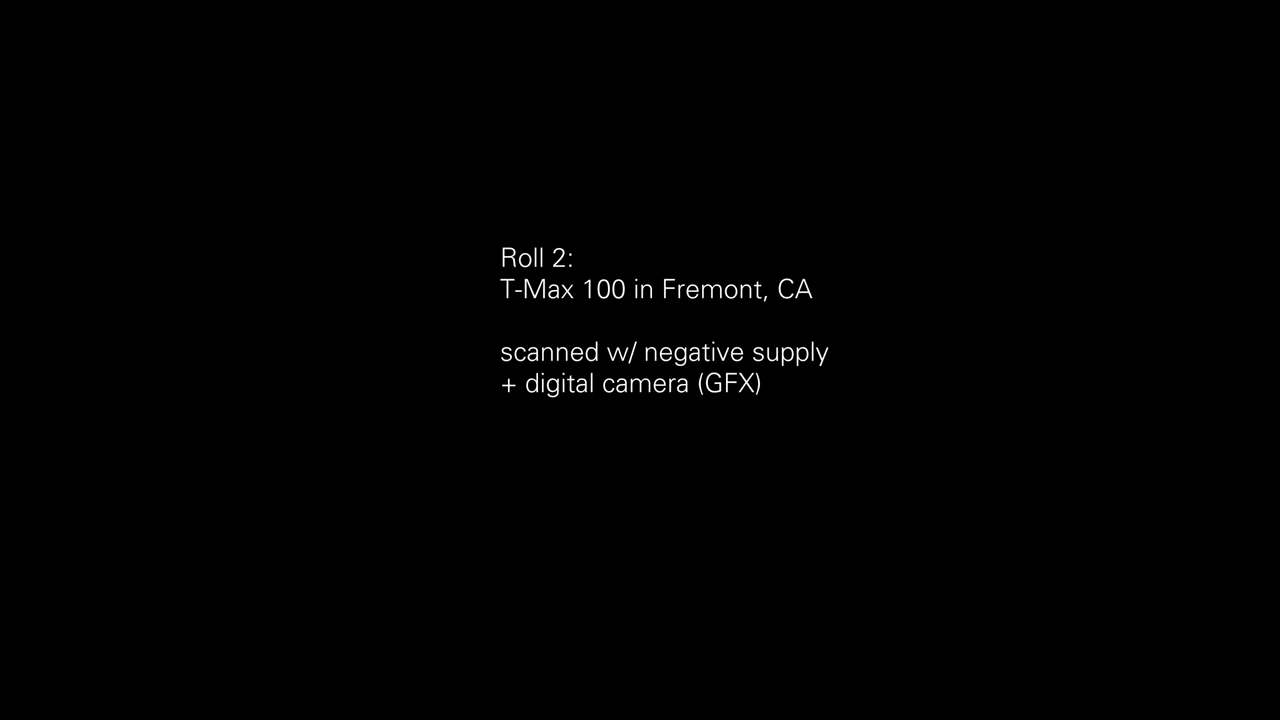 Roll 2:
T-Max 100 in Fremont, CA
scanned w/ negative supply
+ digital camera (GFX)